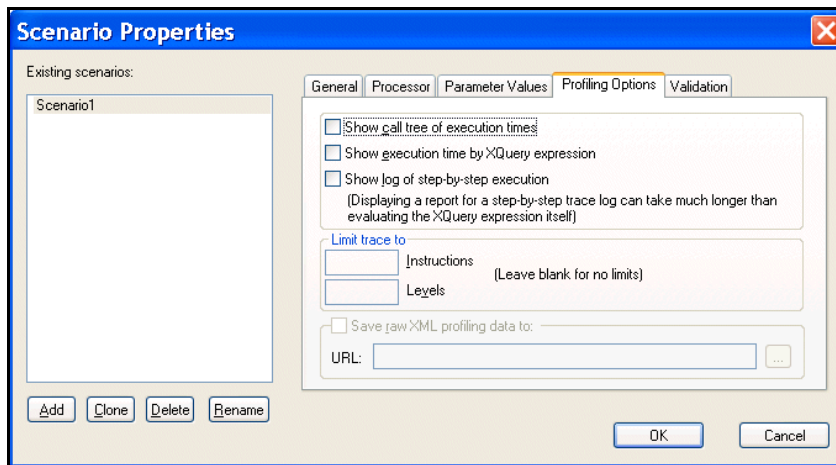 Scenario Properties
Existing scenarios:
Scenario1
Add Clone Delete Rename
General Processor Parameter Values Profiling Options Validation
Show call tree of execution times
Show execution time by XQuery expression
Show log of step-by-step execution
(Displaying a report for a step-by-step trace log can take much longer than
evaluating the XQuery expression itself)
Limit trace to
Instructions
(Leave blank for no limits)
Levels
Save raw XML profiling data to:
URL:
...
OK Cancel